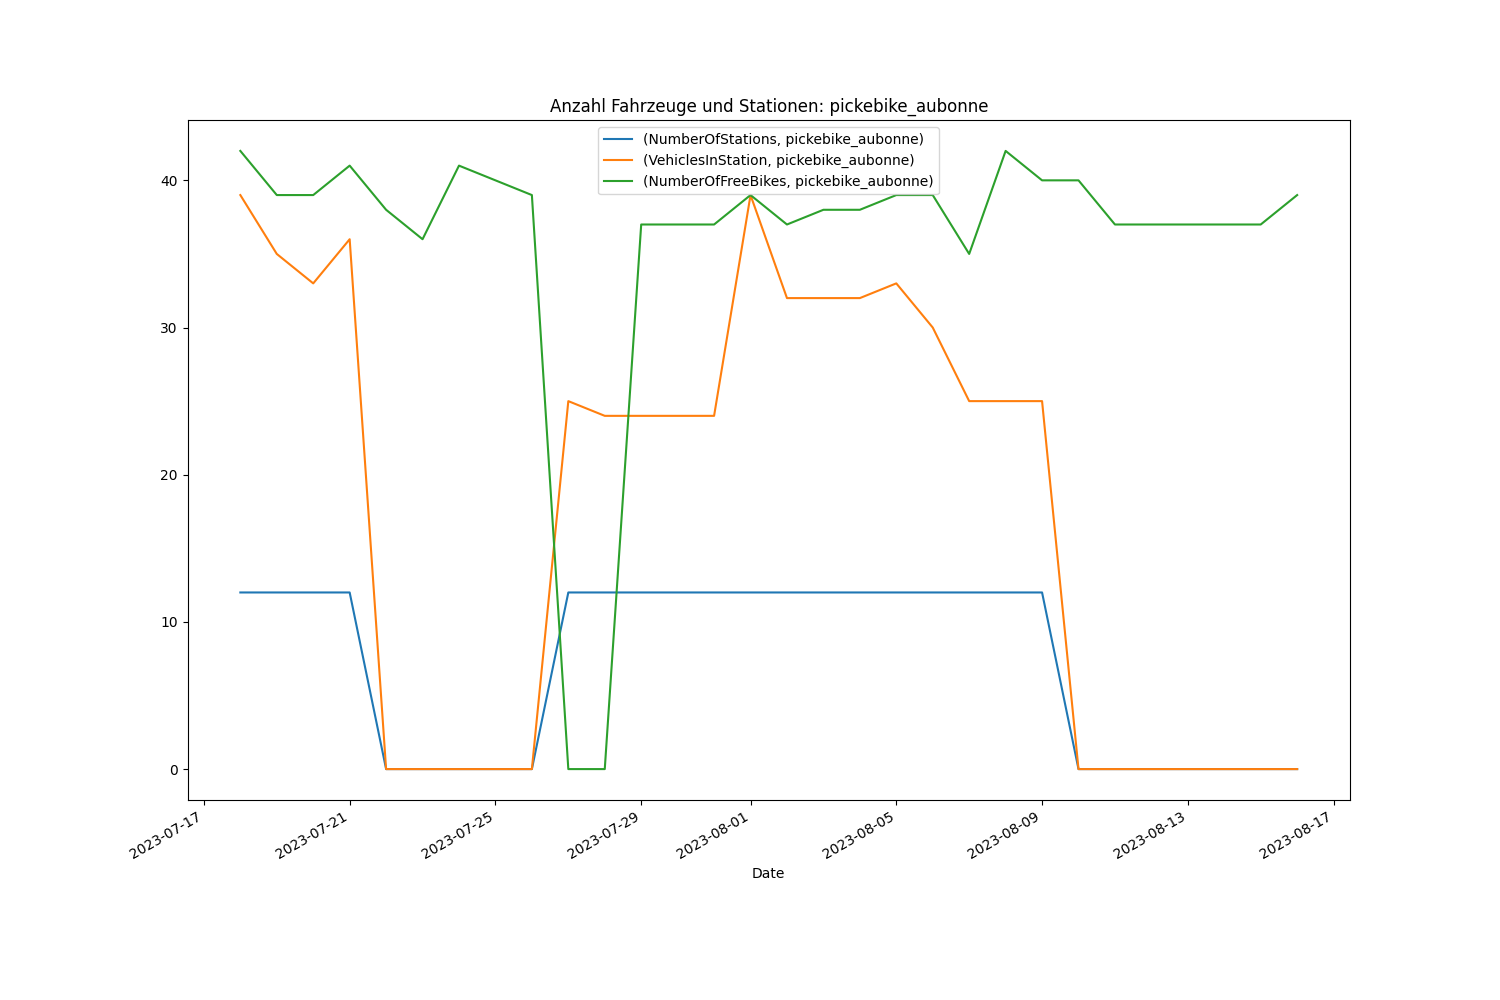 Anzahl Fahrzeuge und Stationen: pickebike_aubonne
(NumberOfStations, pickebike_aubonne)
(VehiclesInStation, pickebike_aubonne)
(NumberOfFreeBikes, pickebike_aubonne)
40
30
20
10
0
2023-07-17
2023-07-21
2023-07-25
2023-07-29
2023-08-01
2023-08-05
2023-08-09
2023-08-13
2023-08-17
Date